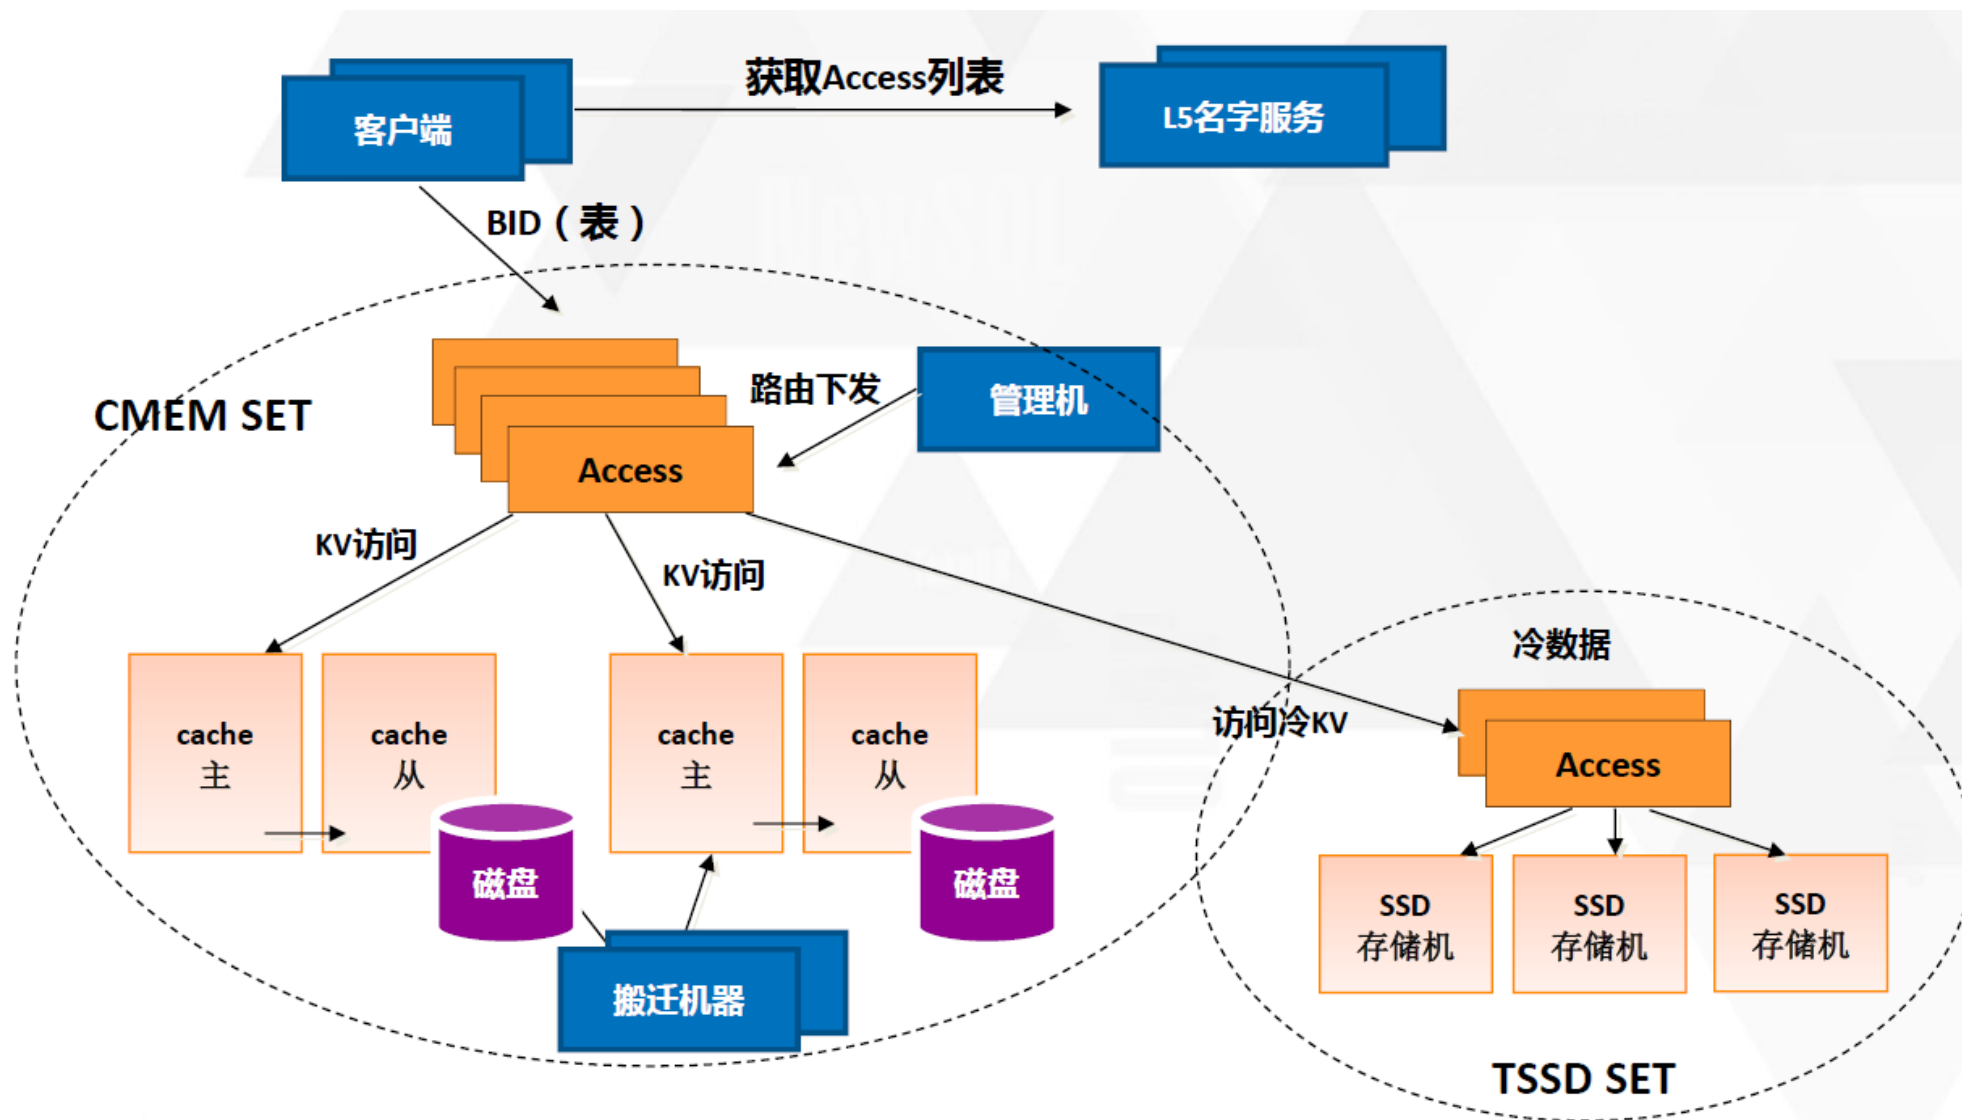 获取Access列表
客户端
L5名字服务
BID（表）
CMEM SET
路由下发
管理机
Access
KV访问
KV访问
冷数据
访问冷KV
cache
主
cache
从
cache
主
cache
从
Access
磁盘
磁盘
SSD
存储机
SSD
存储机
SSD
存储机
搬迁机器
TSSD SET